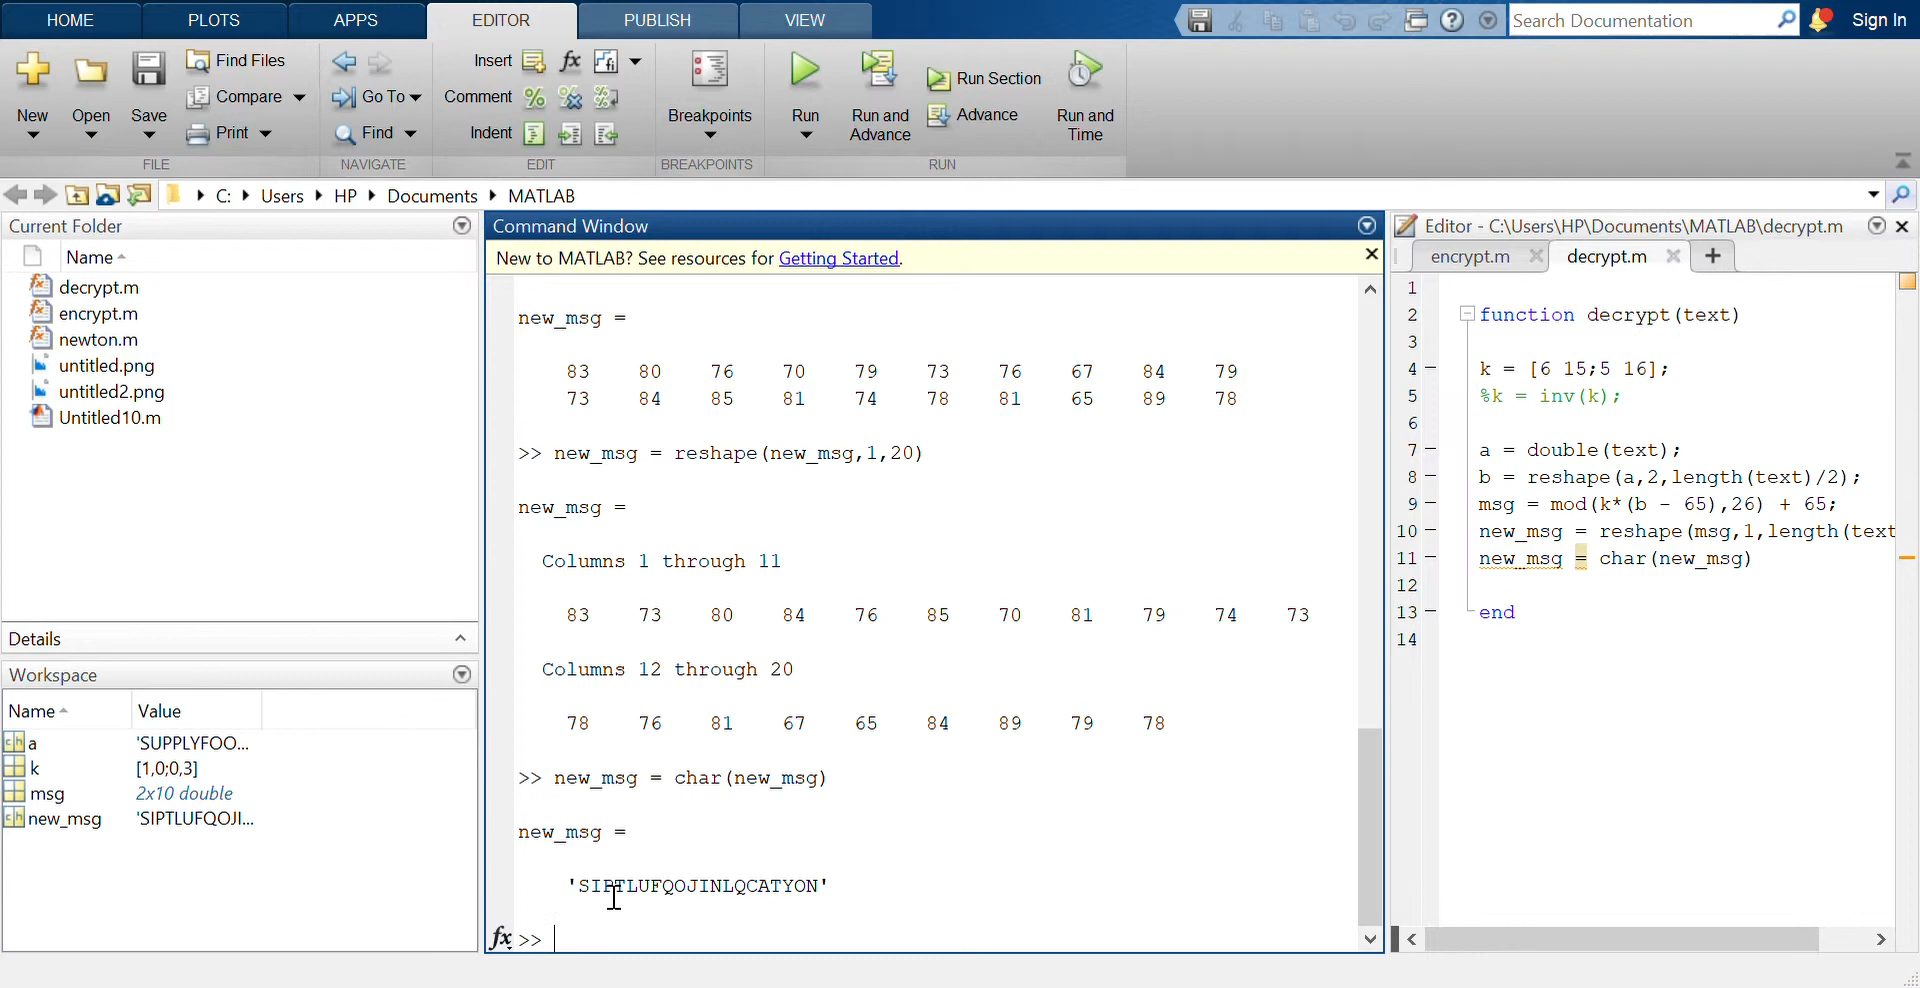 HOME PLOTS APPS EDITOR PUBLISH VIEW Search Documentation Sign In
New Open Save Find Files Compare Print
FILE
Go To Find
NAVIGATE
Insert fx
Comment
Indent
EDIT
Breakpoints
BREAKPOINTS
Run Run and Advance Run Section Advance Run and Time
RUN
C: Users HP Documents MATLAB
Current Folder
Name
decrypt.m
encrypt.m
newton.m
untitled.png
untitled2.png
Untitled10.m
Details
Workspace
Name Value
a 'SUPPLYFOO...
k [1,0;0,3]
msg 2x10 double
new_msg 'SIPTLUFQOJI...
Command Window
New to MATLAB? See resources for Getting Started.
new_msg =
83 80 76 70 79 73 76 67 84 79
73 84 85 81 74 78 81 65 89 78
>> new_msg = reshape(new_msg,1,20)
new_msg =
Columns 1 through 11
83 73 80 84 76 85 70 81 79 74 73
Columns 12 through 20
78 76 81 67 65 84 89 79 78
>> new_msg = char(new_msg)
new_msg =
'SIPTLUFQOJINLQCATYON'
fx >>
Editor - C:\Users\HP\Documents\MATLAB\decrypt.m
encrypt.m decrypt.m +
1
2 function decrypt(text)
3
4 k = [6 15;5 16];
5 %k = inv(k);
6
7 a = double(text);
8 b = reshape(a,2,length(text)/2);
9 msg = mod(k*(b - 65),26) + 65;
10 new_msg = reshape(msg,1,length(text
11 new_msg = char(new_msg)
12
13 end
14